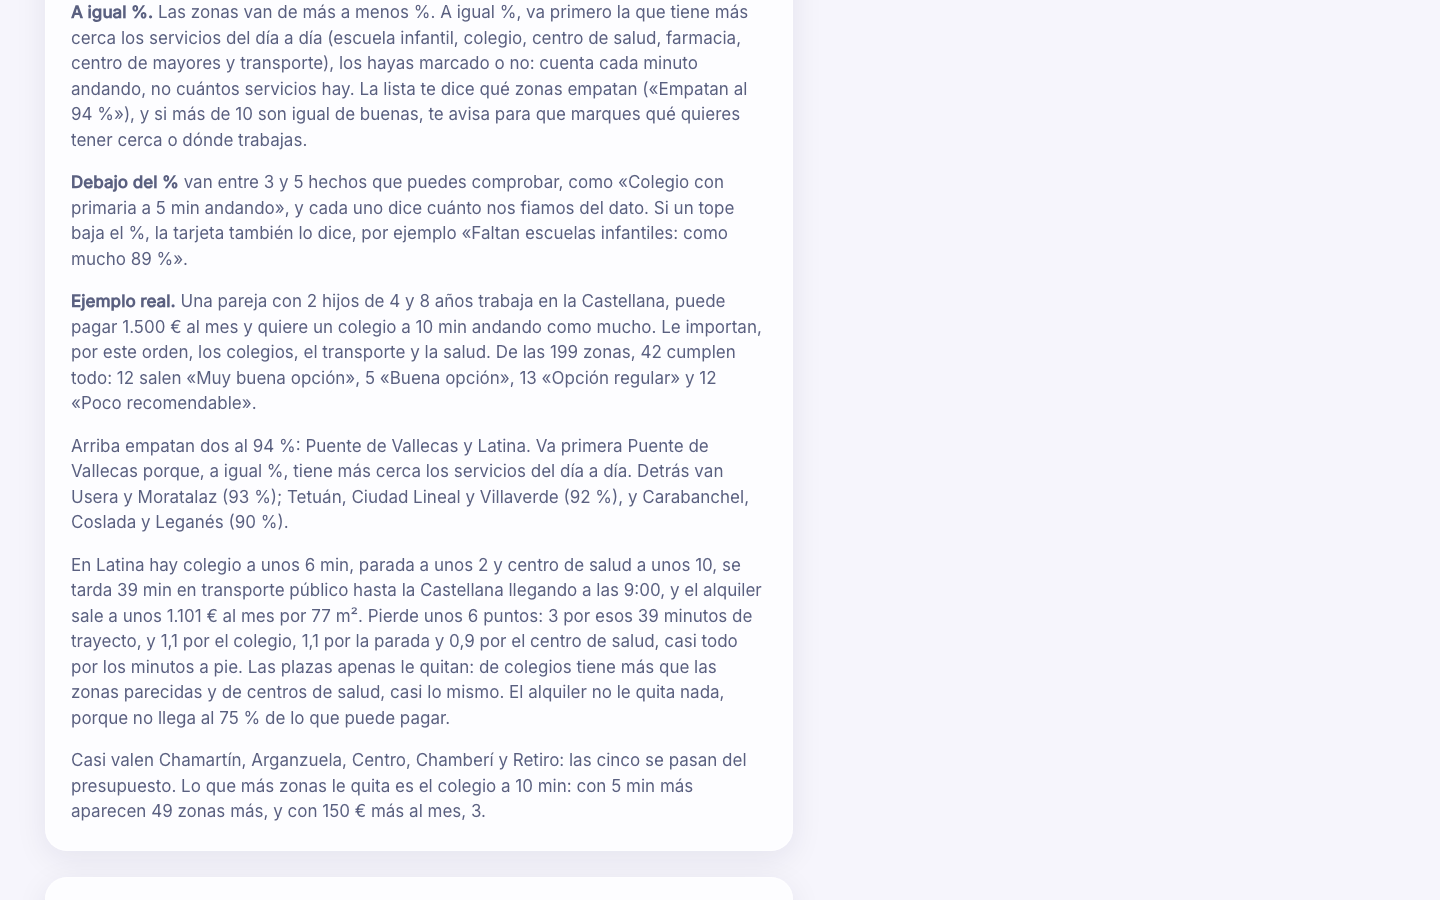 A igual %. Las zonas van de más a menos %. A igual %, va primero la que tiene más
cerca los servicios del día a día (escuela infantil, colegio, centro de salud, farmacia,
centro de mayores y transporte), los hayas marcado o no: cuenta cada minuto
andando, no cuántos servicios hay. La lista te dice qué zonas empatan («Empatan al
94 %»), y si más de 10 son igual de buenas, te avisa para que marques qué quieres
tener cerca o dónde trabajas.
Debajo del % van entre 3 y 5 hechos que puedes comprobar, como «Colegio con
primaria a 5 min andando», y cada uno dice cuánto nos fiamos del dato. Si un tope
baja el %, la tarjeta también lo dice, por ejemplo «Faltan escuelas infantiles: como
mucho 89 %».
Ejemplo real. Una pareja con 2 hijos de 4 y 8 años trabaja en la Castellana, puede
pagar 1.500 € al mes y quiere un colegio a 10 min andando como mucho. Le importan,
por este orden, los colegios, el transporte y la salud. De las 199 zonas, 42 cumplen
todo: 12 salen «Muy buena opción», 5 «Buena opción», 13 «Opción regular» y 12
«Poco recomendable».
Arriba empatan dos al 94 %: Puente de Vallecas y Latina. Va primera Puente de
Vallecas porque, a igual %, tiene más cerca los servicios del día a día. Detrás van
Usera y Moratalaz (93 %); Tetuán, Ciudad Lineal y Villaverde (92 %), y Carabanchel,
Coslada y Leganés (90 %).
En Latina hay colegio a unos 6 min, parada a unos 2 y centro de salud a unos 10, se
tarda 39 min en transporte público hasta la Castellana llegando a las 9:00, y el alquiler
sale a unos 1.101 € al mes por 77 m². Pierde unos 6 puntos: 3 por esos 39 minutos de
trayecto, y 1,1 por el colegio, 1,1 por la parada y 0,9 por el centro de salud, casi todo
por los minutos a pie. Las plazas apenas le quitan: de colegios tiene más que las
zonas parecidas y de centros de salud, casi lo mismo. El alquiler no le quita nada,
porque no llega al 75 % de lo que puede pagar.
Casi valen Chamartín, Arganzuela, Centro, Chamberí y Retiro: las cinco se pasan del
presupuesto. Lo que más zonas le quita es el colegio a 10 min: con 5 min más
aparecen 49 zonas más, y con 150 € más al mes, 3.